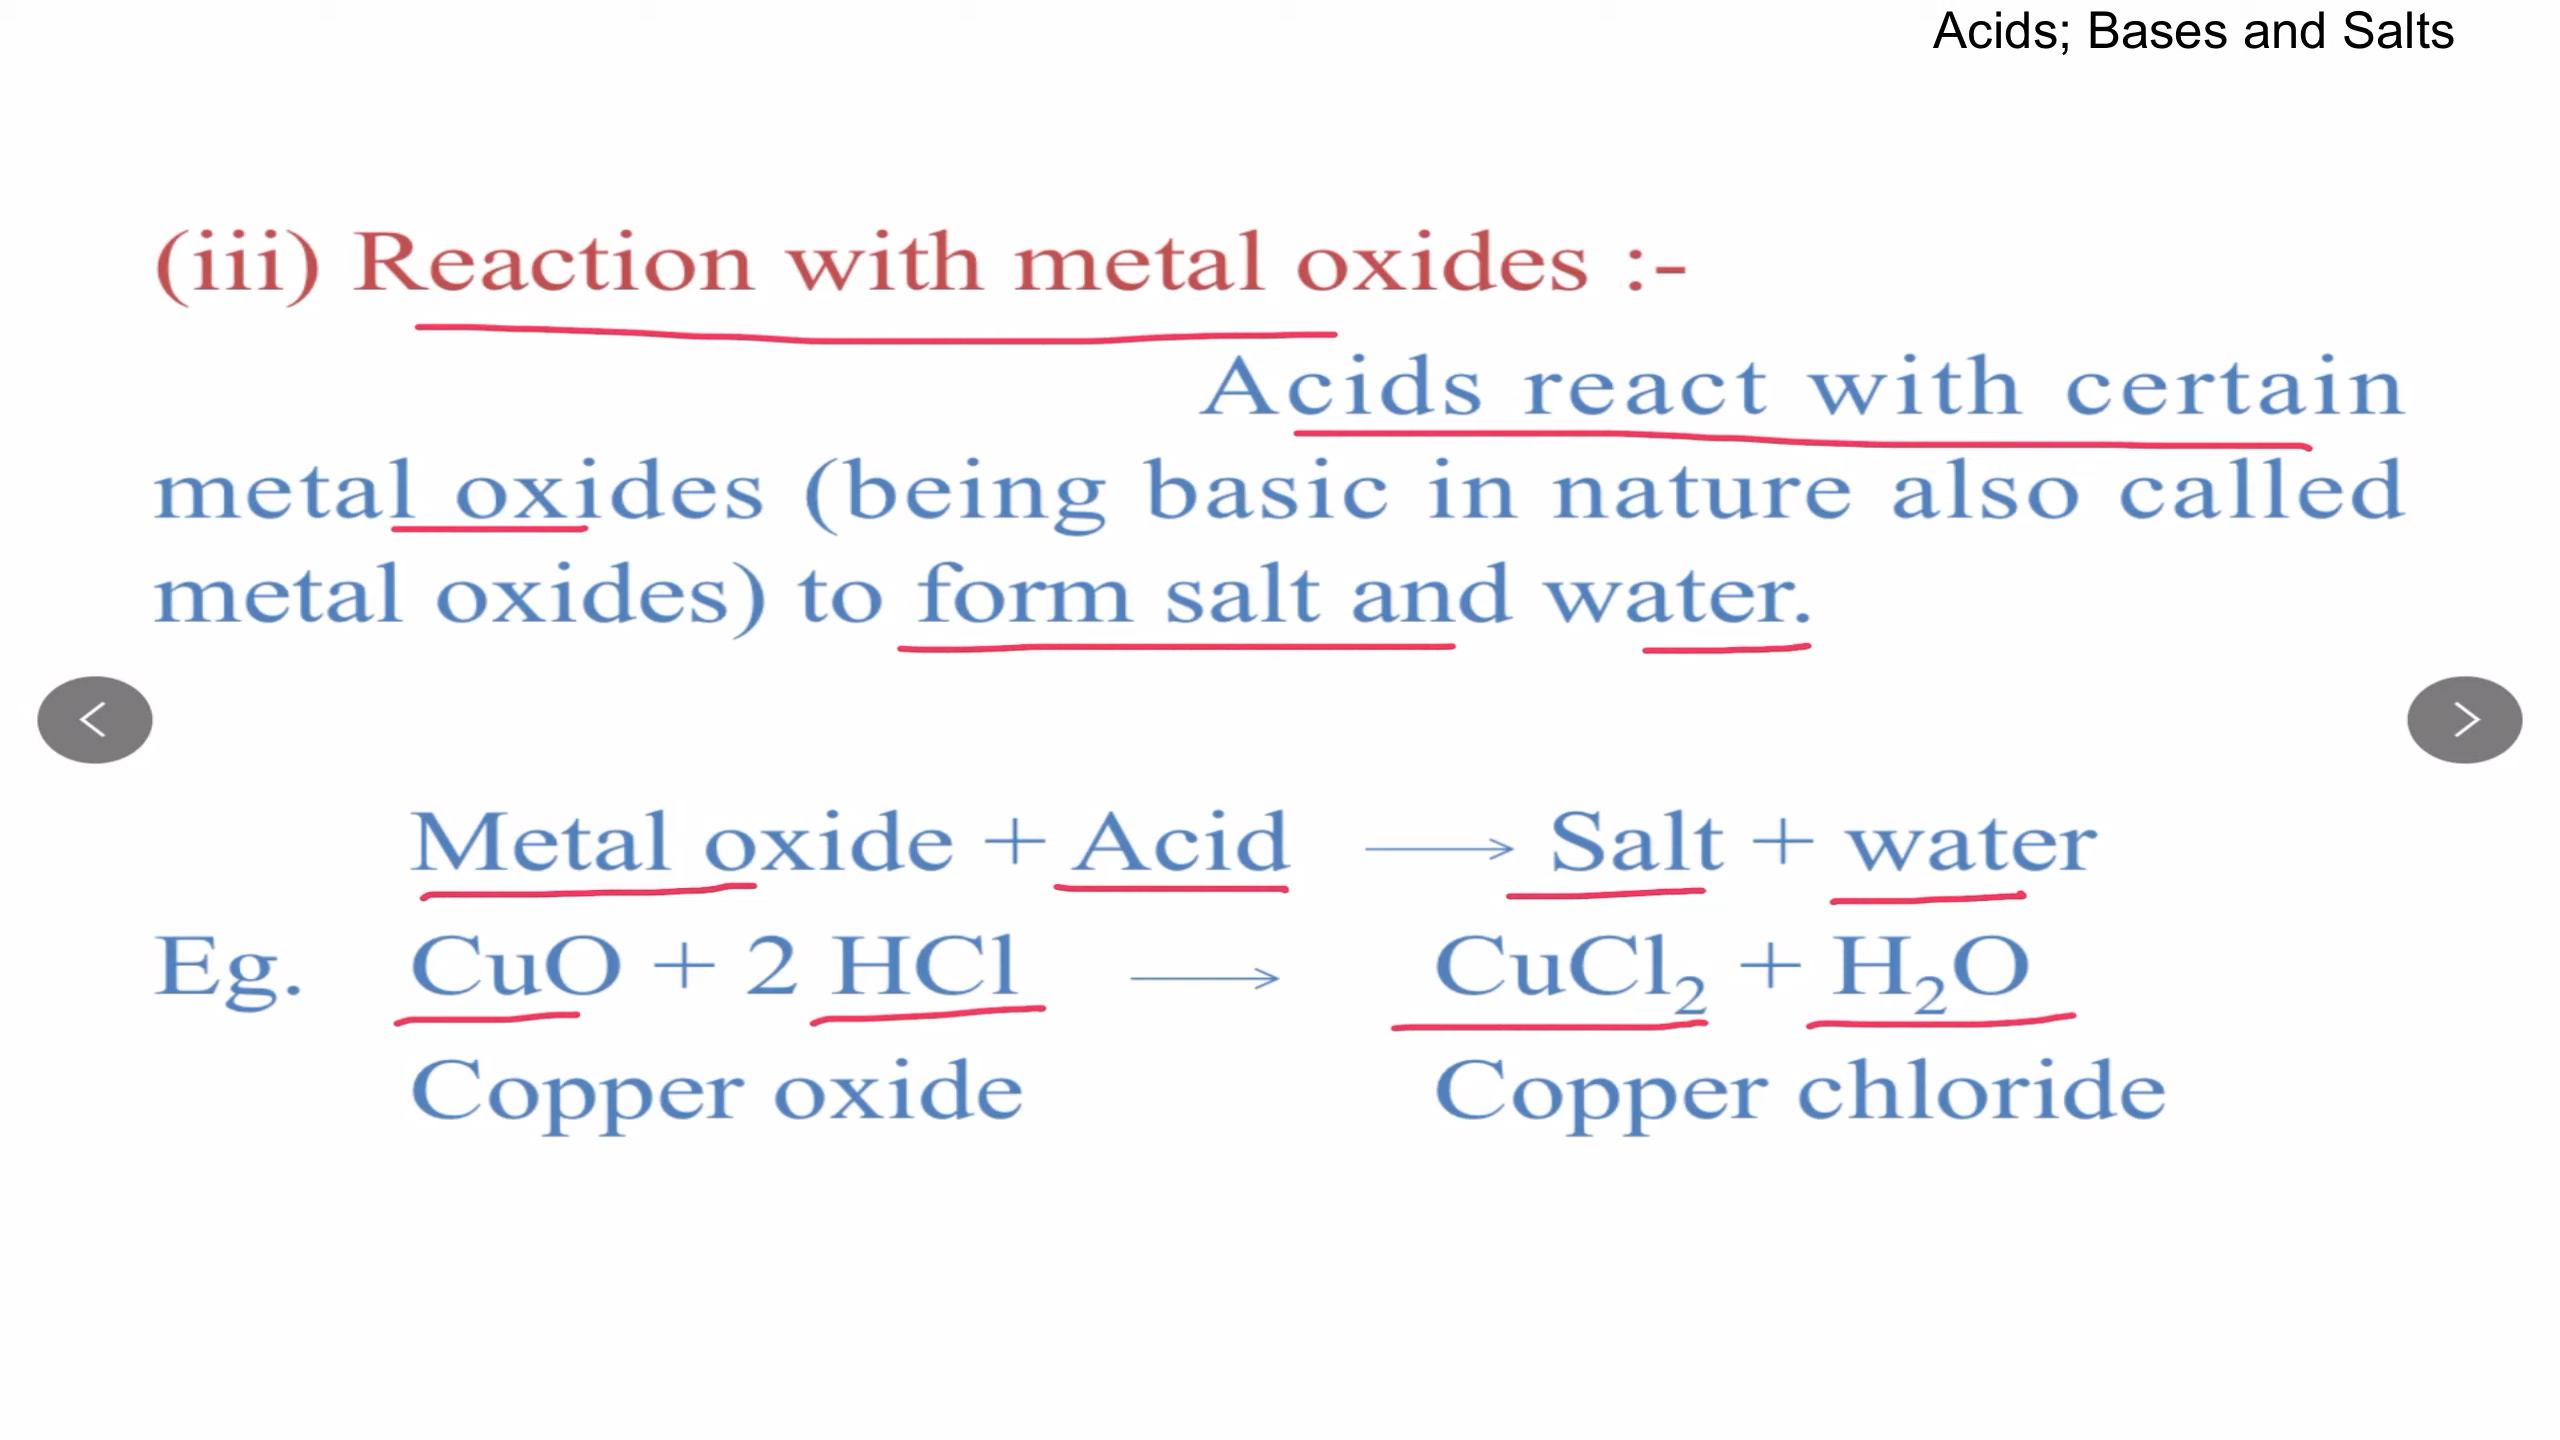 Acids; Bases and Salts
(iii) Reaction with metal oxides :-
Acids react with certain
metal oxides (being basic in nature also called
metal oxides) to form salt and water.
Metal oxide + Acid ⟶ Salt + water
Eg. CuO + 2 HCl ⟶ CuCl₂ + H₂O
Copper oxide Copper chloride